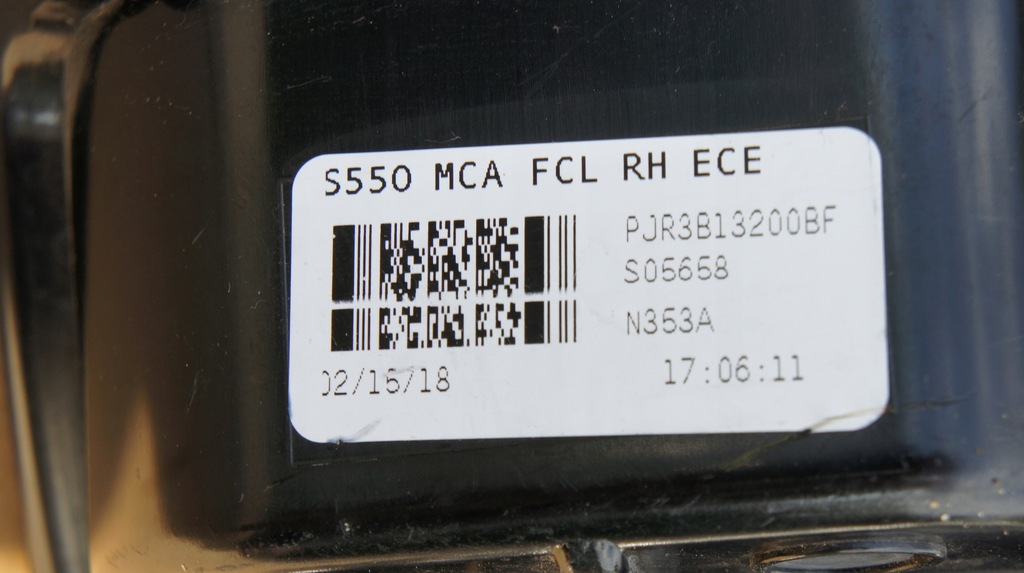 S550 MCA FCL RH ECE
PJR3B13200BF
S05658
N353A
02/15/18 17:06:11